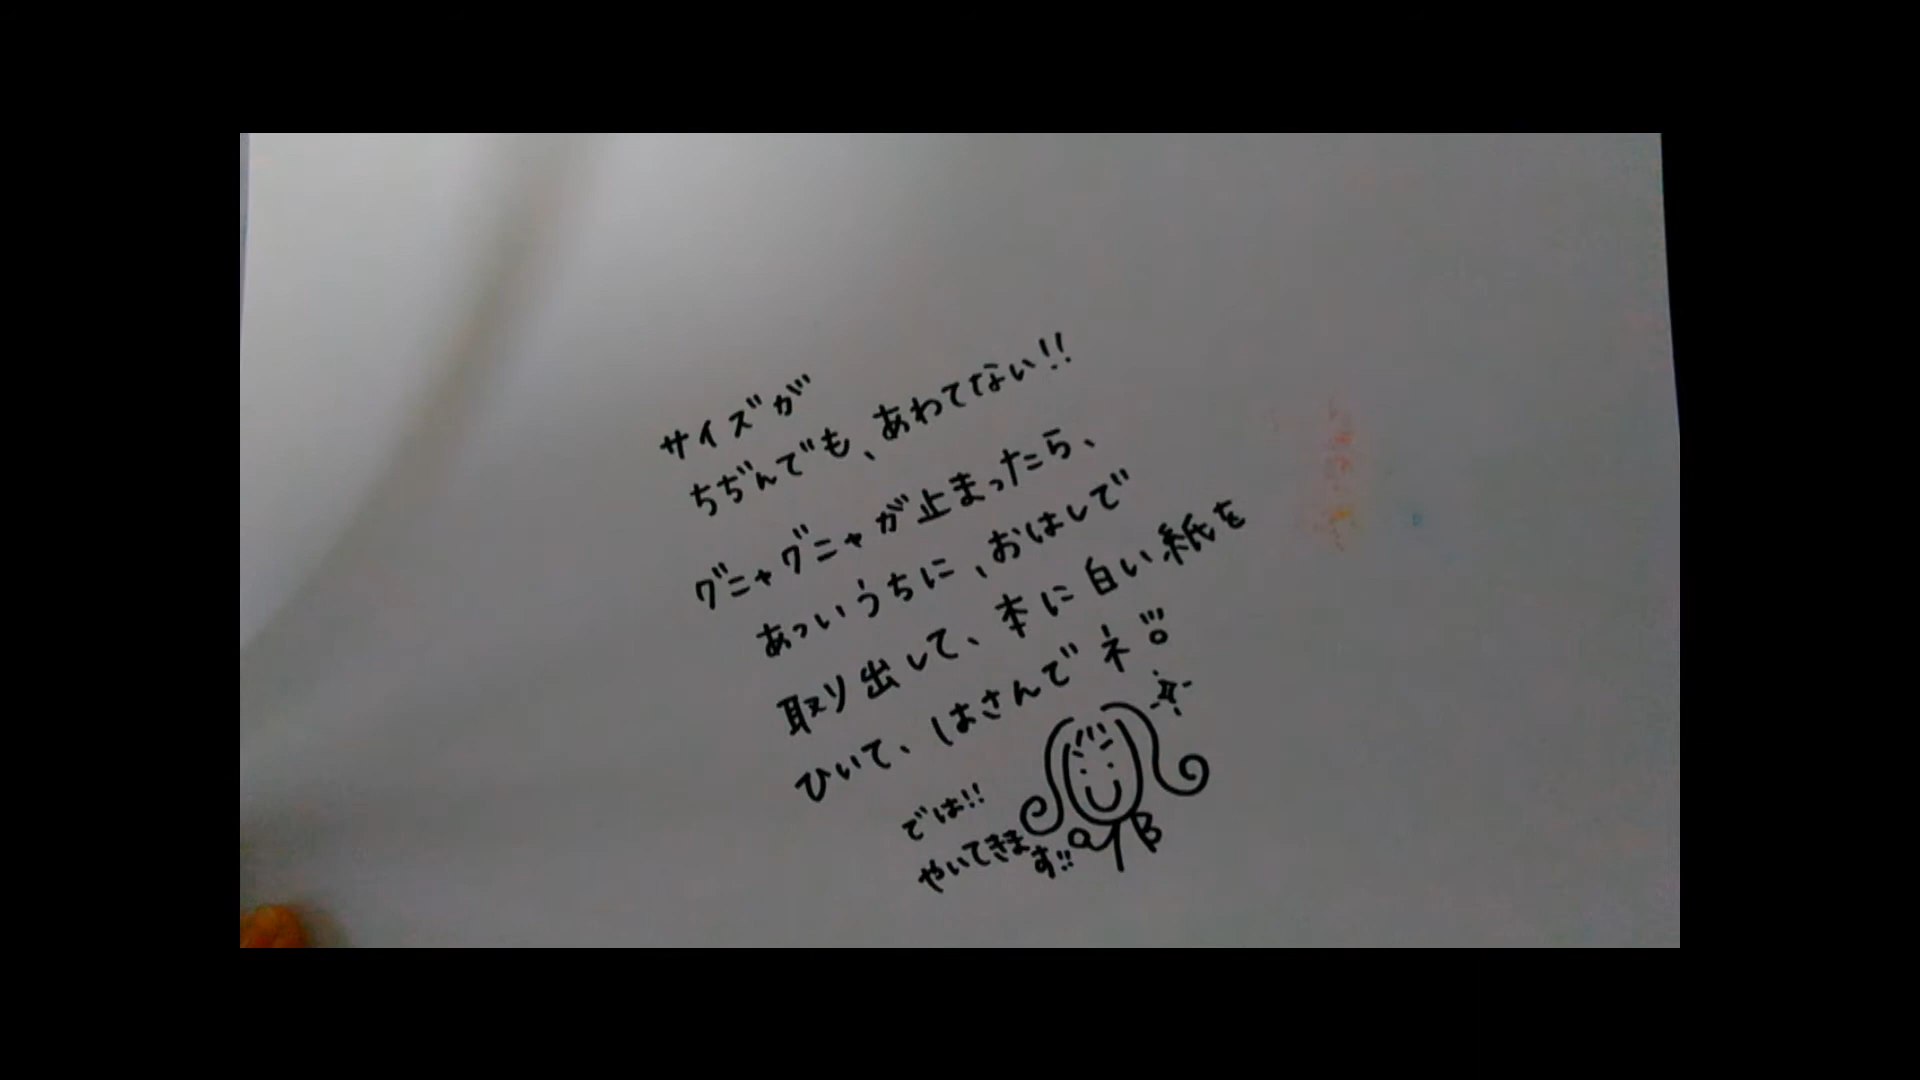 サイズが
ちぢんでも、あわてない!!
グニャグニャが止まったら、
あついうちに、おはしで
取り出して、本に白い紙を
ひいて、はさんでネ
では!!
やいてきま
す!!